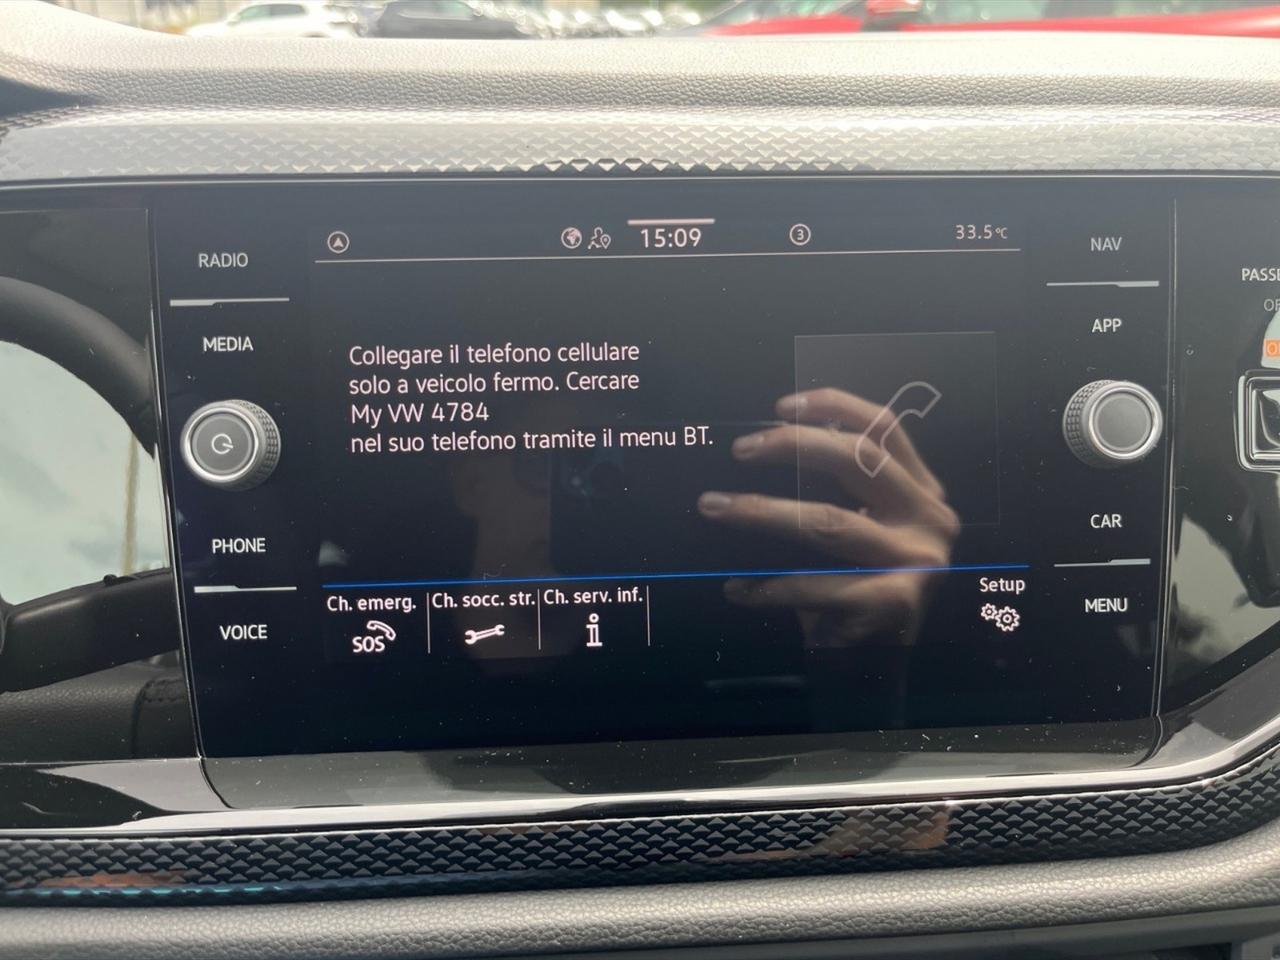 15:09
3
33.5°C
RADIO
MEDIA
PHONE
VOICE
Collegare il telefono cellulare
solo a veicolo fermo. Cercare
My VW 4784
nel suo telefono tramite il menu BT.
Ch. emerg.
SOS
Ch. socc. str.
Ch. serv. inf.
i
Setup
NAV
APP
CAR
MENU